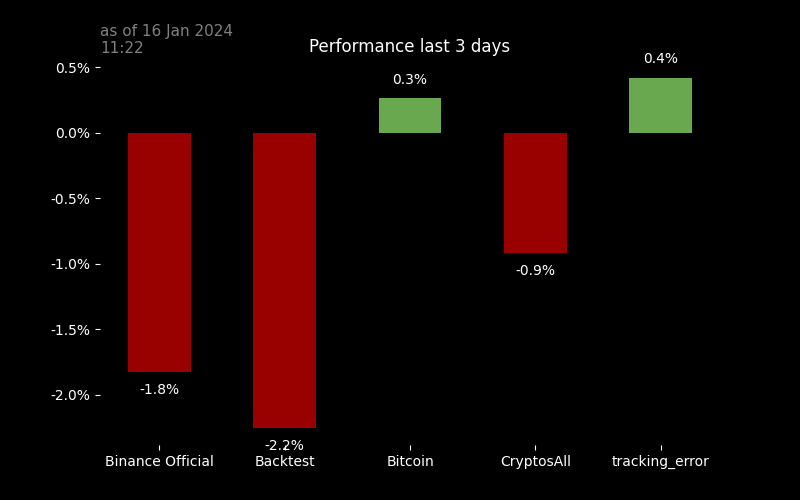 as of 16 Jan 2024
11:22
Performance last 3 days
0.5%
0.0%
-0.5%
-1.0%
-1.5%
-2.0%
-1.8%
-2.2%
0.3%
-0.9%
0.4%
Binance Official
Backtest
Bitcoin
CryptosAll
tracking_error